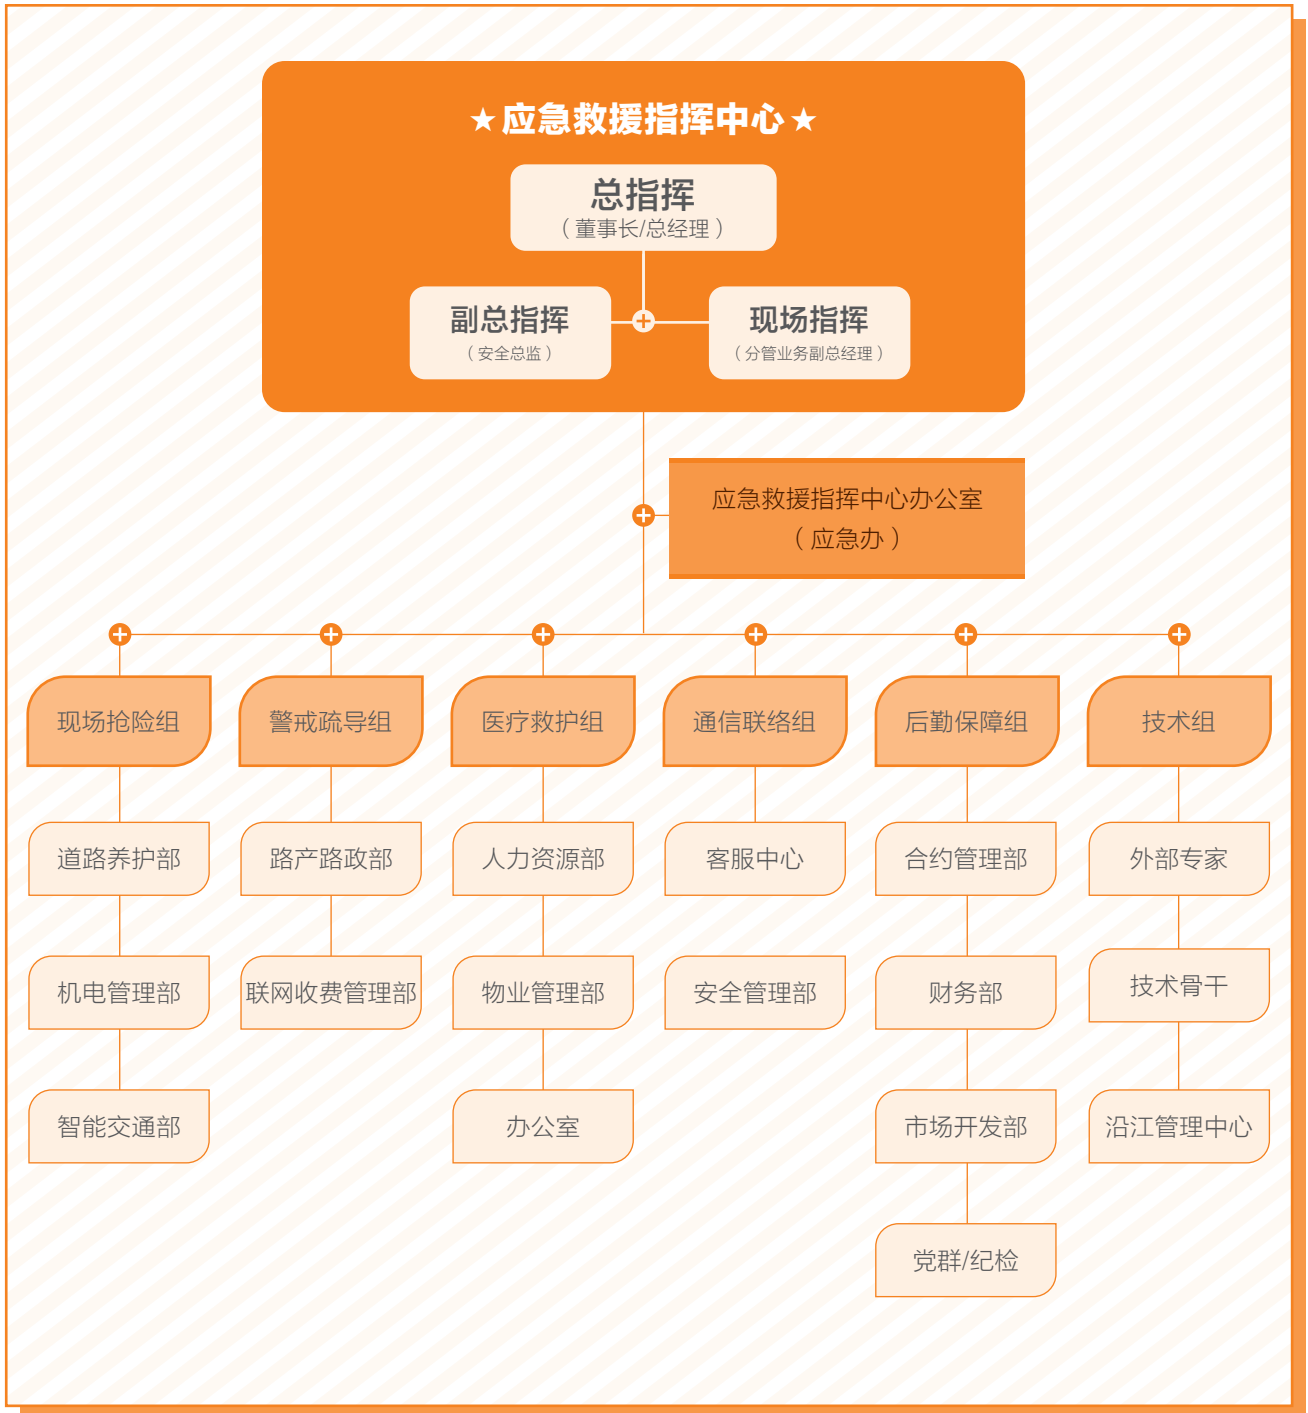 ★应急救援指挥中心★
总指挥
（董事长/总经理）
副总指挥
（安全总监）
现场指挥
（分管业务副总经理）
应急救援指挥中心办公室
（应急办）
现场抢险组
警戒疏导组
医疗救护组
通信联络组
后勤保障组
技术组
道路养护部
路产路政部
人力资源部
客服中心
合约管理部
外部专家
机电管理部
联网收费管理部
物业管理部
安全管理部
财务部
技术骨干
智能交通部
办公室
市场开发部
沿江管理中心
党群/纪检